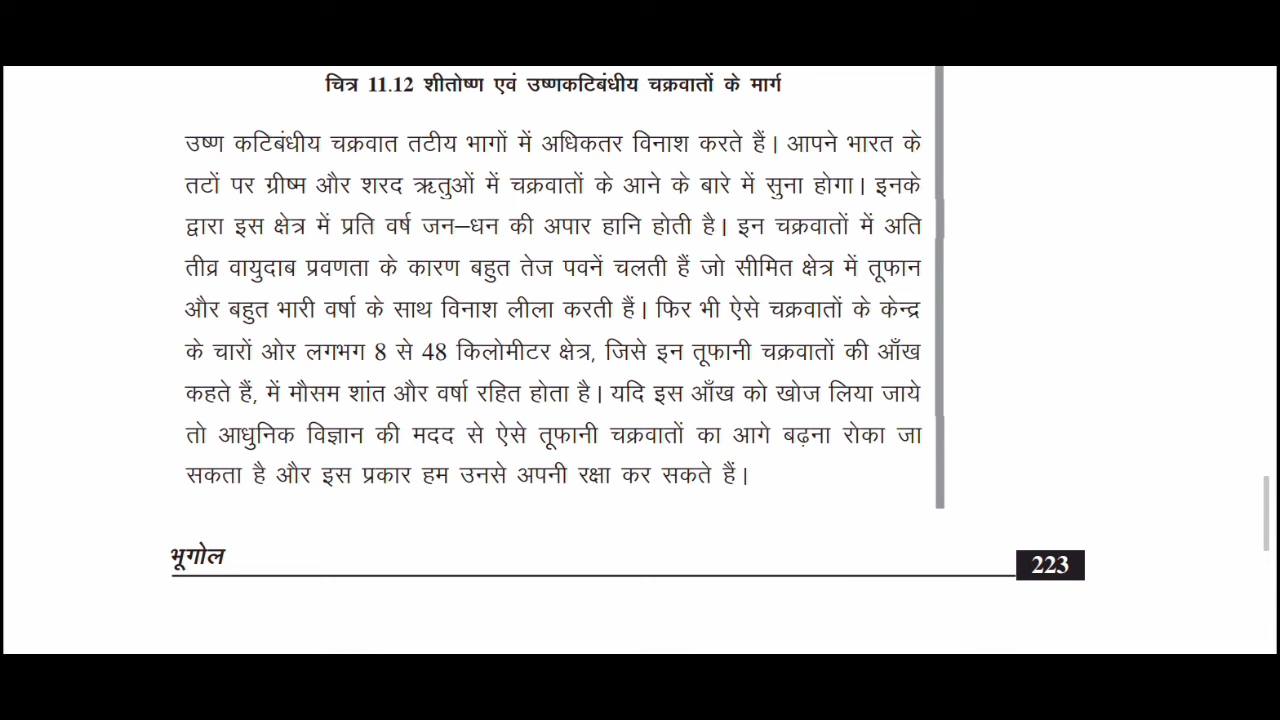 चित्र 11.12 शीतोष्ण एवं उष्णकटिबंधीय चक्रवातों के मार्ग
उष्ण कटिबंधीय चक्रवात तटीय भागों में अधिकतर विनाश करते हैं। आपने भारत के
तटों पर ग्रीष्म और शरद ऋतुओं में चक्रवातों के आने के बारे में सुना होगा। इनके
द्वारा इस क्षेत्र में प्रति वर्ष जन–धन की अपार हानि होती है। इन चक्रवातों में अति
तीव्र वायुदाब प्रवणता के कारण बहुत तेज पवनें चलती हैं जो सीमित क्षेत्र में तूफान
और बहुत भारी वर्षा के साथ विनाश लीला करती हैं। फिर भी ऐसे चक्रवातों के केन्द्र
के चारों ओर लगभग 8 से 48 किलोमीटर क्षेत्र, जिसे इन तूफानी चक्रवातों की आँख
कहते हैं, में मौसम शांत और वर्षा रहित होता है। यदि इस आँख को खोज लिया जाये
तो आधुनिक विज्ञान की मदद से ऐसे तूफानी चक्रवातों का आगे बढ़ना रोका जा
सकता है और इस प्रकार हम उनसे अपनी रक्षा कर सकते हैं।
भूगोल
223